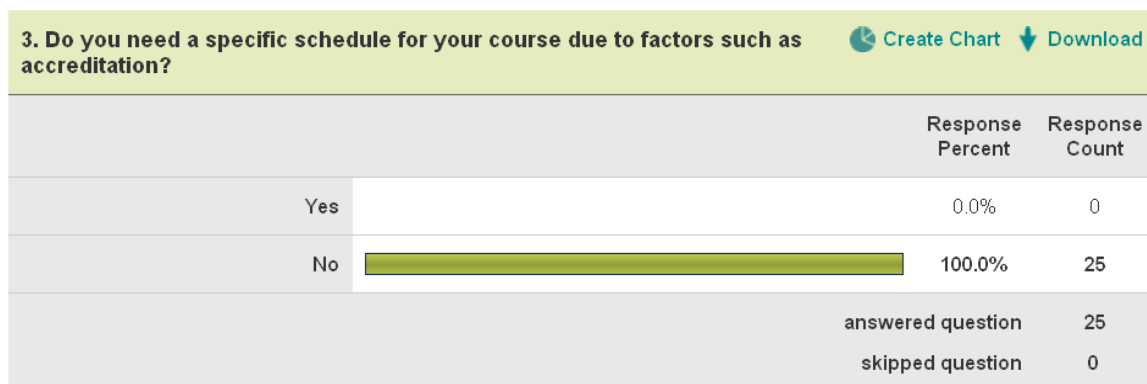 3. Do you need a specific schedule for your course due to factors such as
accreditation?
Create Chart Download
Response Percent Response Count
Yes 0.0% 0
No 100.0% 25
answered question 25
skipped question 0